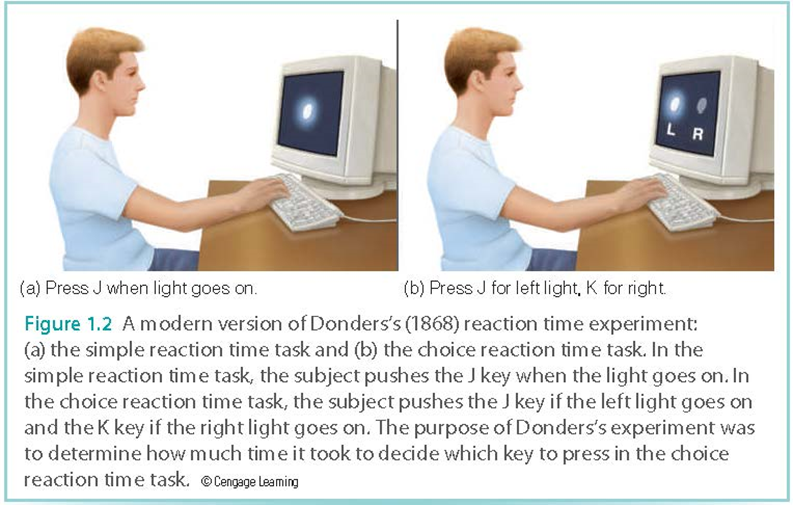 L R
(a) Press J when light goes on.
(b) Press J for left light, K for right.
Figure 1.2 A modern version of Donders's (1868) reaction time experiment:
(a) the simple reaction time task and (b) the choice reaction time task. In the
simple reaction time task, the subject pushes the J key when the light goes on. In
the choice reaction time task, the subject pushes the J key if the left light goes on
and the K key if the right light goes on. The purpose of Donders's experiment was
to determine how much time it took to decide which key to press in the choice
reaction time task. © Cengage Learning